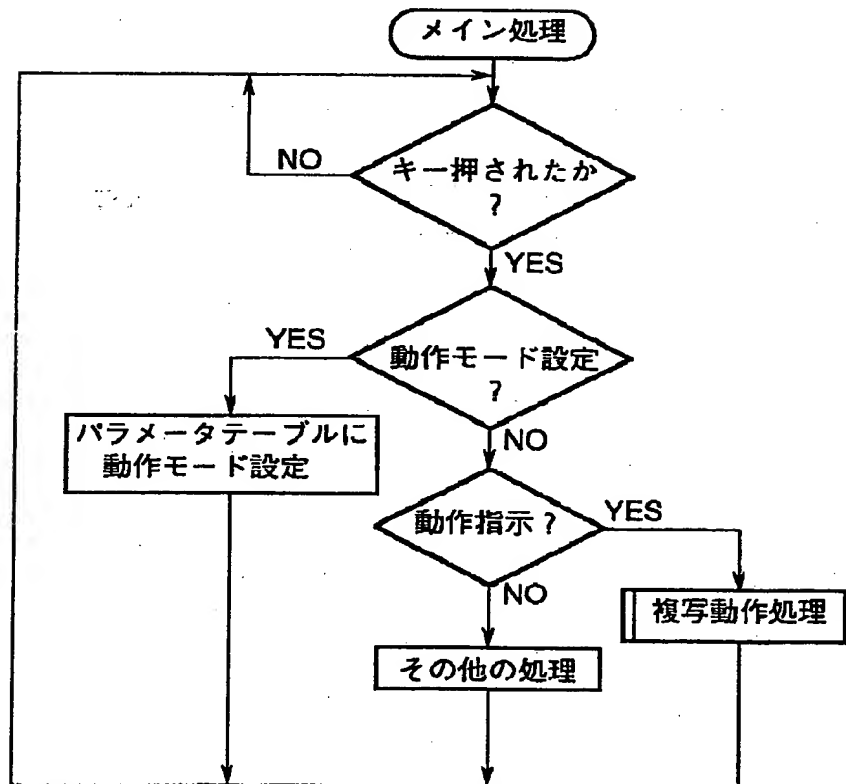 メイン処理
NO
キー押されたか
?
YES
YES
動作モード設定
?
パラメータテーブルに
動作モード設定
NO
動作指示?
YES
NO
複写動作処理
その他の処理